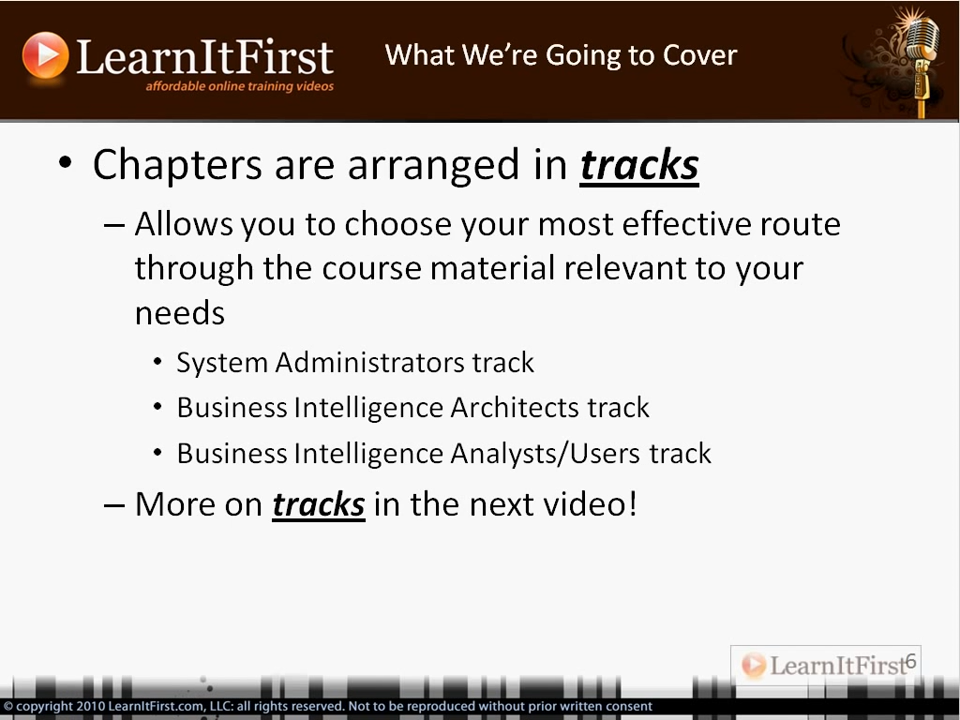 LearnItFirst
affordable online training videos
What We're Going to Cover
• Chapters are arranged in tracks
– Allows you to choose your most effective route
through the course material relevant to your
needs
• System Administrators track
• Business Intelligence Architects track
• Business Intelligence Analysts/Users track
– More on tracks in the next video!
LearnItFirst
6
© copyright 2010 LearnItFirst.com, LLC: all rights reserved. Not to be reproduced without prior written consent